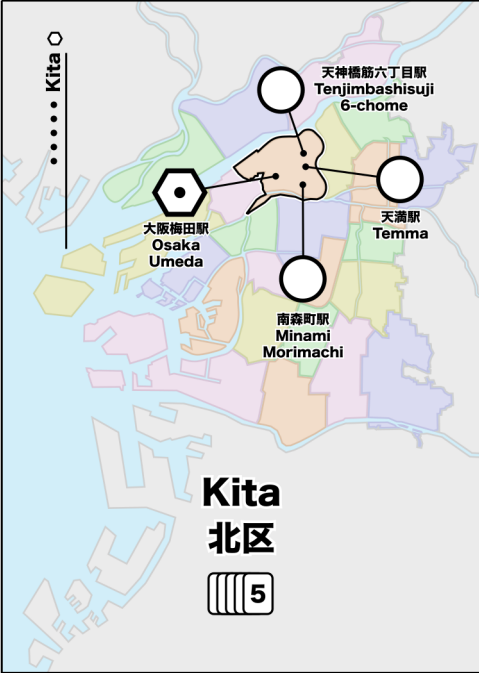 Kita
天神橋筋六丁目駅
Tenjimbashisuji
6-chome
大阪梅田駅
Osaka
Umeda
天満駅
Temma
南森町駅
Minami
Morimachi
Kita
北区
5